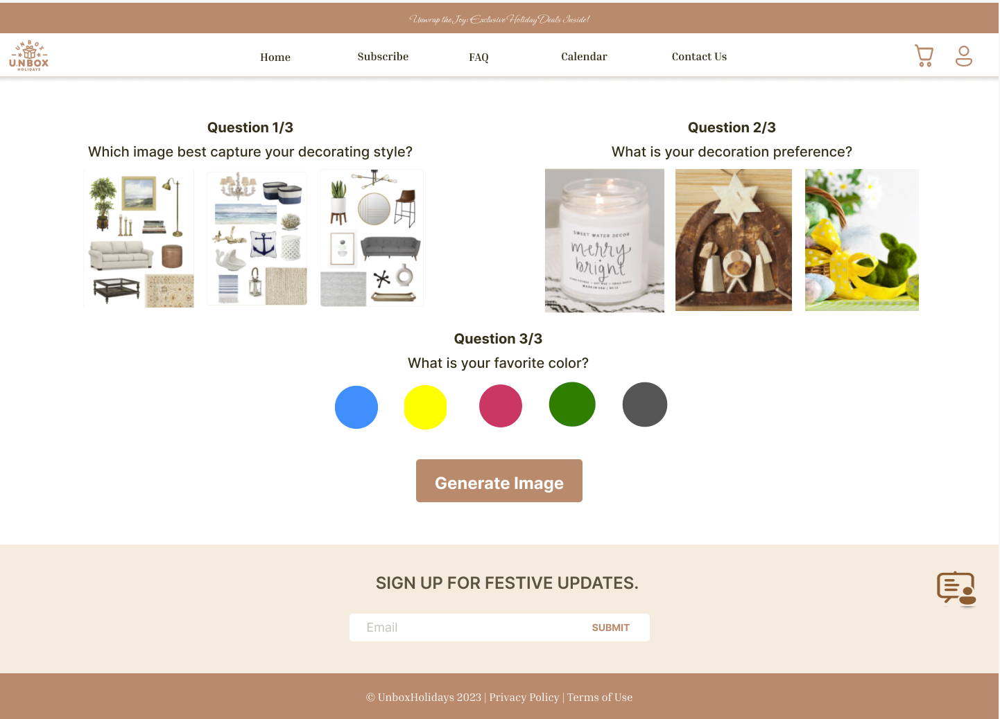 Unwrap the Joy: Exclusive Holiday Deals Inside!
UNBOX
U.NBOX
HOLIDAYS
Home
Subscribe
FAQ
Calendar
Contact Us
Question 1/3
Which image best capture your decorating style?
Question 2/3
What is your decoration preference?
SWEET WATER DECOR
merry
bright
MADE IN USA
Question 3/3
What is your favorite color?
Generate Image
SIGN UP FOR FESTIVE UPDATES.
Email
SUBMIT
© UnboxHolidays 2023 | Privacy Policy | Terms of Use